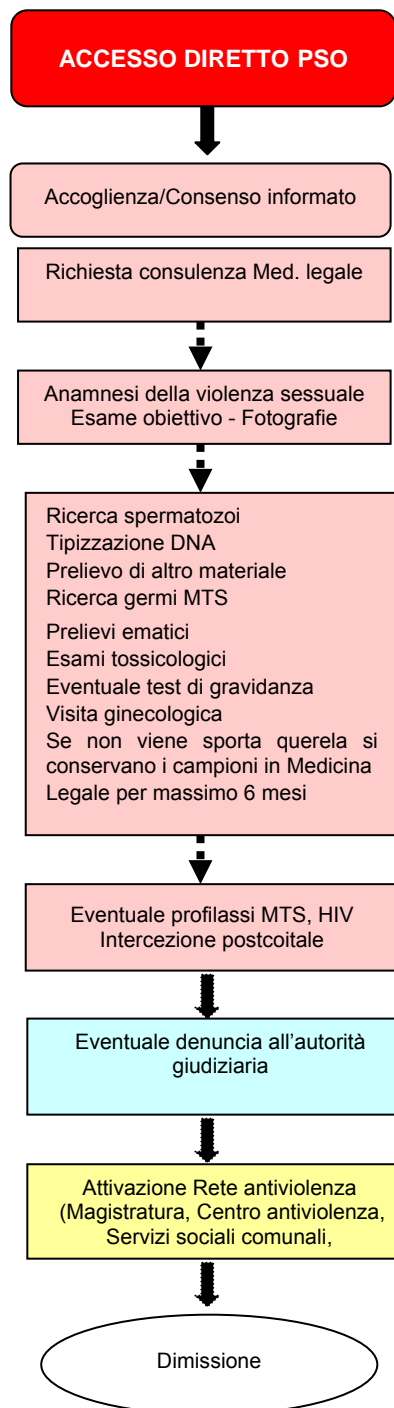 ACCESSO DIRETTO PSO
Accoglienza/Consenso informato
Richiesta consulenza Med. legale
Anamnesi della violenza sessuale
Esame obiettivo - Fotografie
Ricerca spermatozoi
Tipizzazione DNA
Prelievo di altro materiale
Ricerca germi MTS
Prelievi ematici
Esami tossicologici
Eventuale test di gravidanza
Visita ginecologica
Se non viene sporta querela si
conservano i campioni in Medicina
Legale per massimo 6 mesi
Eventuale profilassi MTS, HIV
Intercezione postcoitale
Eventuale denuncia all'autorità
giudiziaria
Attivazione Rete antiviolenza
(Magistratura, Centro antiviolenza,
Servizi sociali comunali,
Dimissione